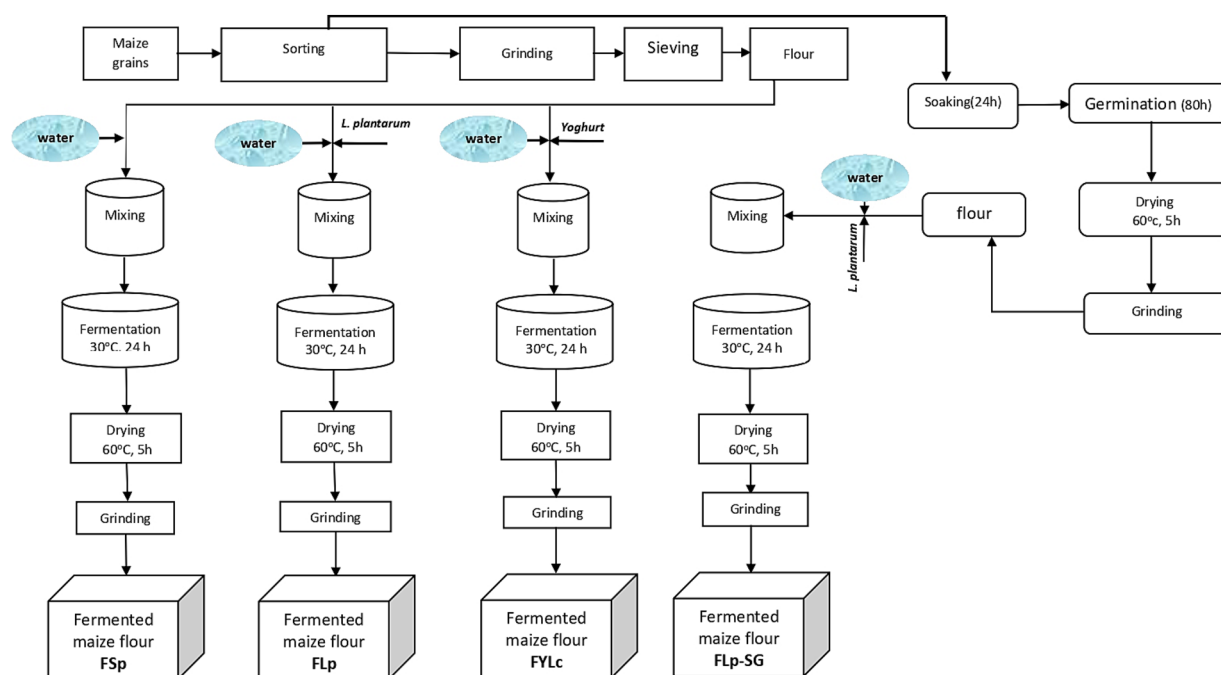 Maize
grains
Sorting
Grinding
Sieving
Flour
Soaking(24h)
Germination (80h)
water
water
L. plantarum
water
Yoghurt
water
L. plantarum
flour
Drying
60°c, 5h
Grinding
Mixing
Mixing
Mixing
Mixing
Fermentation
30°C, 24 h
Fermentation
30°C, 24 h
Fermentation
30°C, 24 h
Fermentation
30°C, 24 h
Drying
60°C, 5h
Drying
60°C, 5h
Drying
60°C, 5h
Drying
60°C, 5h
Grinding
Grinding
Grinding
Grinding
Fermented
maize flour
FSp
Fermented
maize flour
FLp
Fermented
maize flour
FYLc
Fermented
maize flour
FLp-SG